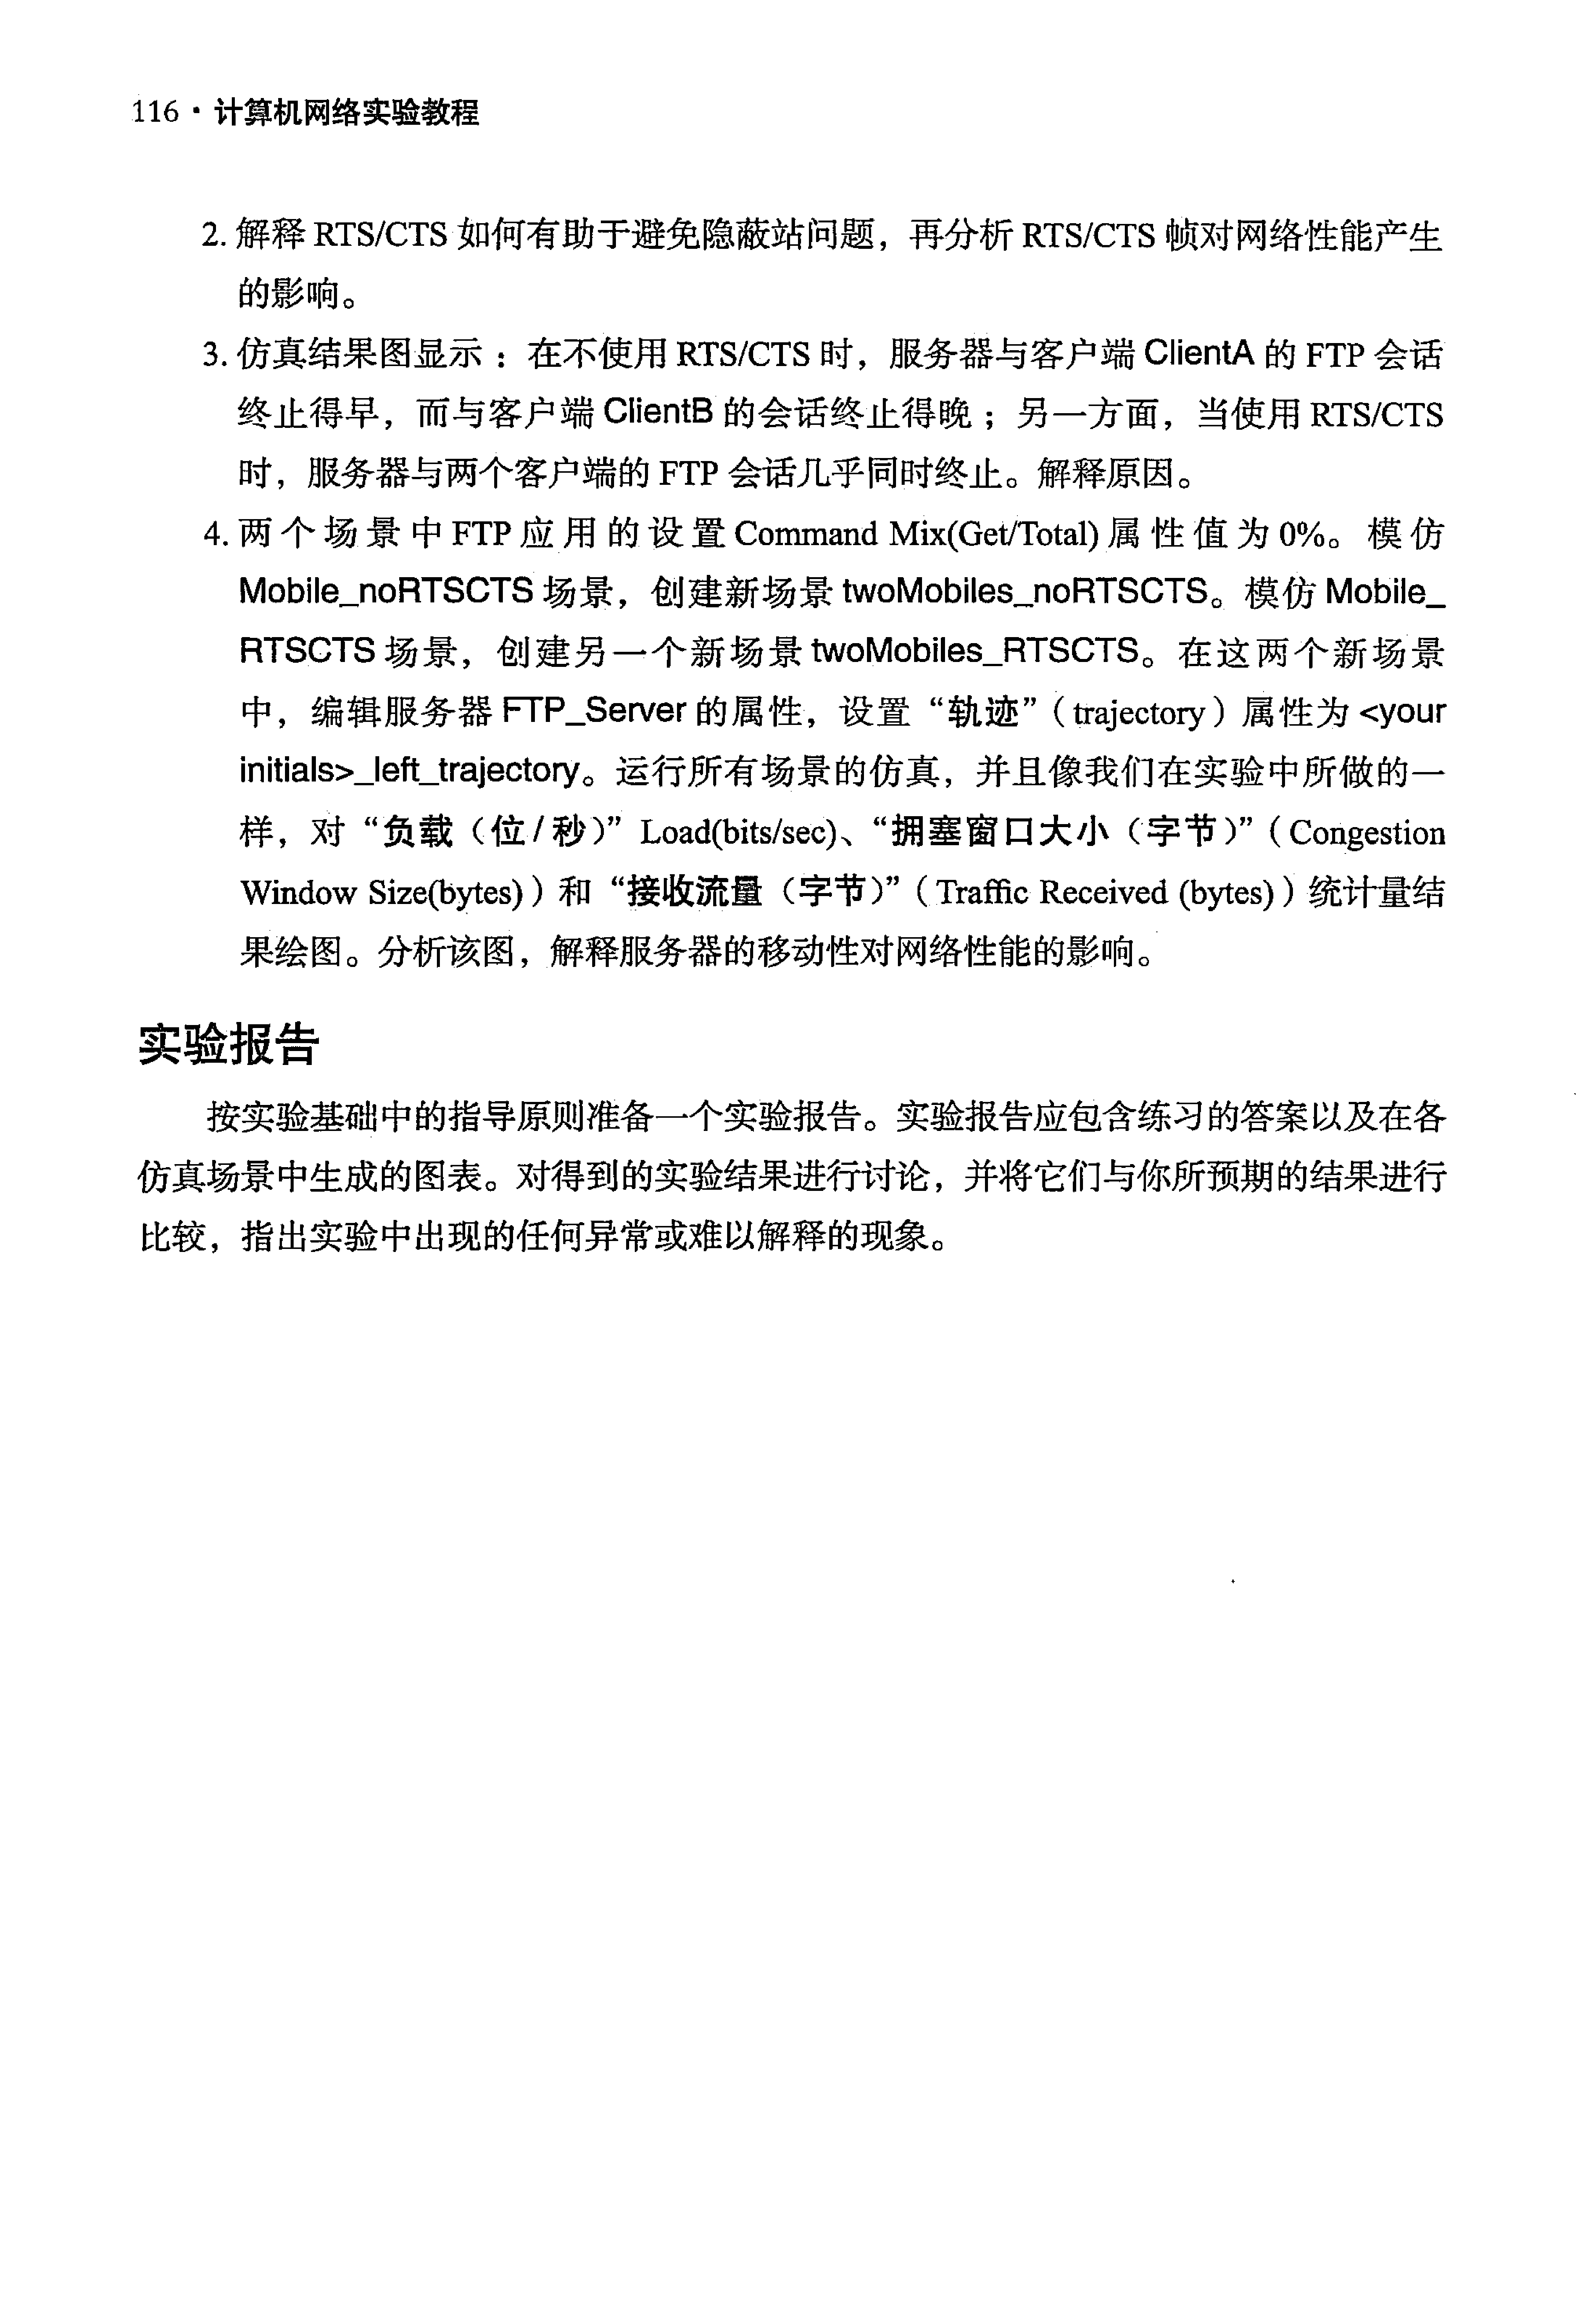 116·计算机网络实验教程
2. 解释 RTS/CTS 如何有助于避免隐蔽站问题，再分析 RTS/CTS 帧对网络性能产生
的影响。
3. 仿真结果图显示：在不使用 RTS/CTS 时，服务器与客户端 ClientA 的 FTP 会话
终止得早，而与客户端 ClientB 的会话终止得晚；另一方面，当使用 RTS/CTS
时，服务器与两个客户端的 FTP 会话几乎同时终止。解释原因。
4. 两个场景中 FTP 应用的设置 Command Mix(Get/Total) 属性值为 0%。模仿
Mobile_noRTSCTS 场景，创建新场景 twoMobiles_noRTSCTS。模仿 Mobile_
RTSCTS 场景，创建另一个新场景 twoMobiles_RTSCTS。在这两个新场景
中，编辑服务器 FTP_Server 的属性，设置“轨迹”（trajectory）属性为 <your
initials>_left_trajectory。运行所有场景的仿真，并且像我们在实验中所做的一
样，对“负载（位/秒）” Load(bits/sec)、“拥塞窗口大小（字节）”（Congestion
Window Size(bytes)）和“接收流量（字节）”（Traffic Received (bytes)）统计量结
果绘图。分析该图，解释服务器的移动性对网络性能的影响。
实验报告
按实验基础中的指导原则准备一个实验报告。实验报告应包含练习的答案以及在各
仿真场景中生成的图表。对得到的实验结果进行讨论，并将它们与你所预期的结果进行
比较，指出实验中出现的任何异常或难以解释的现象。